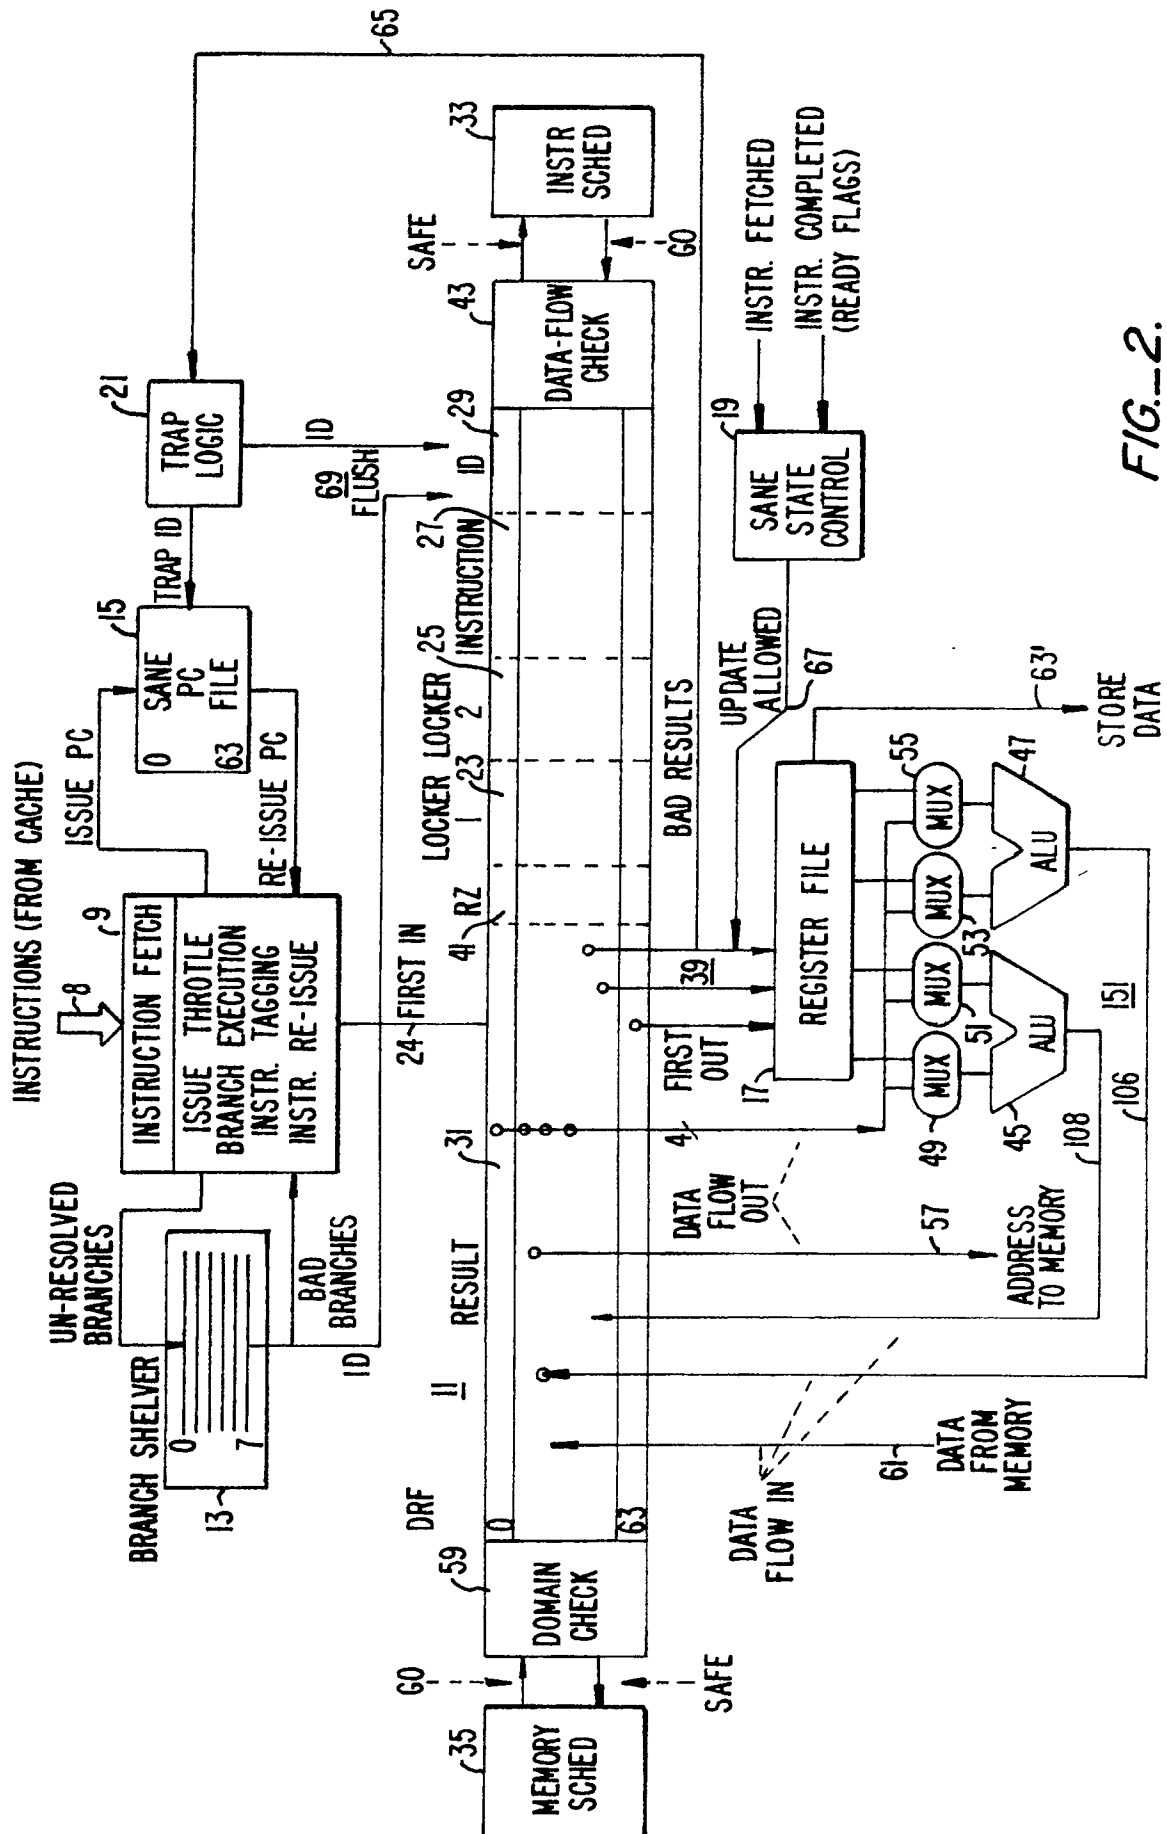 INSTRUCTIONS (FROM CACHE)
8
9
INSTRUCTION FETCH
ISSUE THROTLE
BRANCH EXECUTION
INSTR. TAGGING
INSTR. RE-ISSUE
ISSUE PC
RE-ISSUE PC
15
SANE
PC
FILE
0
63
TRAP ID
21
TRAP
LOGIC
65
UN-RESOLVED
BRANCHES
BRANCH SHELVER
0
7
13
BAD
BRANCHES
ID
ID
69
FLUSH
24
FIRST IN
35
MEMORY
SCHED
GO
SAFE
59
DOMAIN
CHECK
DRF
0
63
11
RESULT
31
41
RZ
LOCKER
1
23
LOCKER
2
25
INSTRUCTION
27
ID
29
43
DATA-FLOW
CHECK
SAFE
GO
33
INSTR
SCHED
BAD RESULTS
39
FIRST
OUT
UPDATE
ALLOWED
67
19
SANE
STATE
CONTROL
INSTR. FETCHED
INSTR. COMPLETED
(READY FLAGS)
17
REGISTER FILE
63'
STORE
DATA
4
DATA
FLOW
OUT
57
ADDRESS
TO MEMORY
DATA
FLOW IN
61
DATA
FROM
MEMORY
49
MUX
51
MUX
53
MUX
55
MUX
45
ALU
47
ALU
108
106
151
FIG._2.